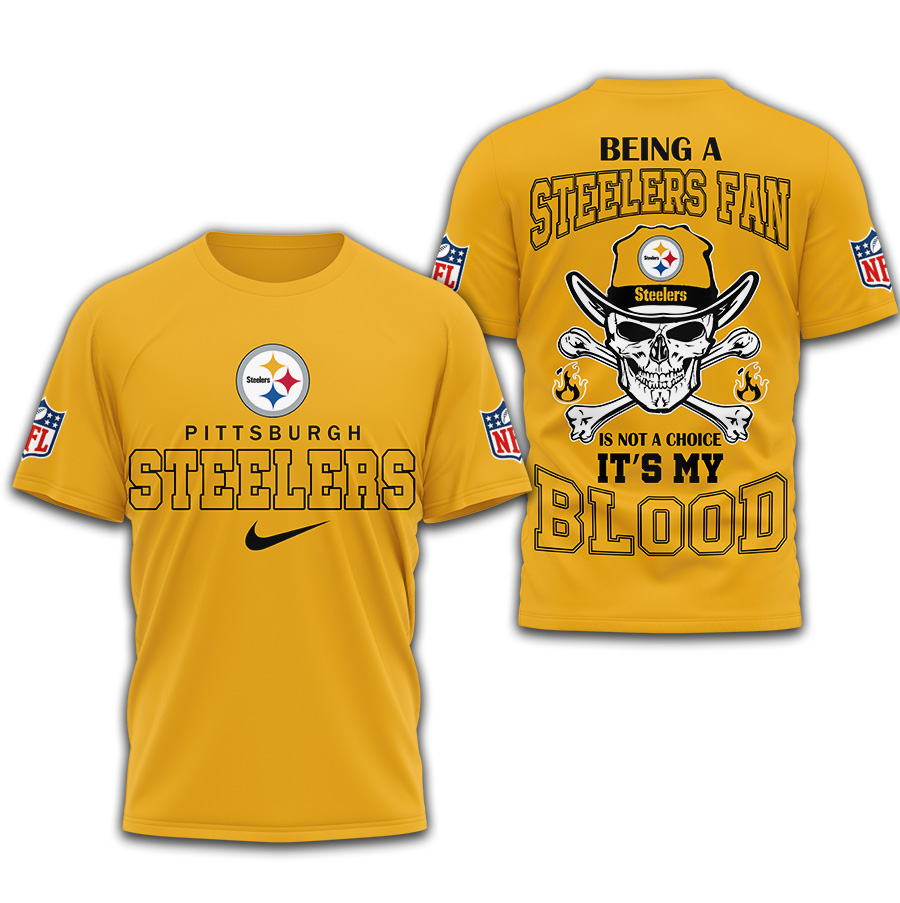 Steelers
PITTSBURGH
STEELERS
NFL
NFL
BEING A
STEELERS FAN
Steelers
Steelers
IS NOT A CHOICE
IT'S MY
BLOOD
NFL
NFL